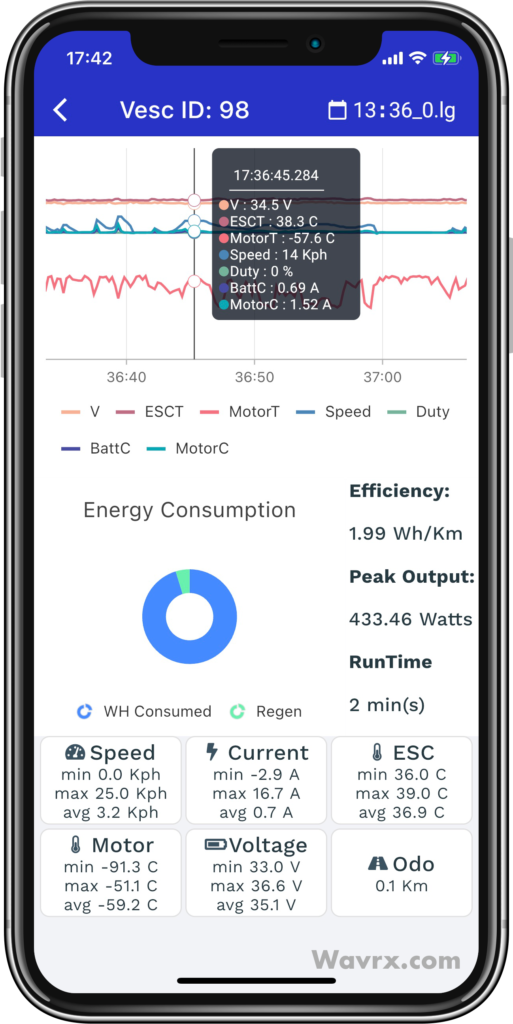 17:42
Vesc ID: 98
13:36_0.lg
17:36:45.284
V : 34.5 V
ESCT : 38.3 C
MotorT : -57.6 C
Speed : 14 Kph
Duty : 0 %
BattC : 0.69 A
MotorC : 1.52 A
36:40 36:50 37:00
V ESCT MotorT Speed Duty
BattC MotorC
Energy Consumption
WH Consumed Regen
Efficiency:
1.99 Wh/Km
Peak Output:
433.46 Watts
RunTime
2 min(s)
Speed
min 0.0 Kph
max 25.0 Kph
avg 3.2 Kph
Current
min -2.9 A
max 16.7 A
avg 0.7 A
ESC
min 36.0 C
max 39.0 C
avg 36.9 C
Motor
min -91.3 C
max -51.1 C
avg -59.2 C
Voltage
min 33.0 V
max 36.6 V
avg 35.1 V
Odo
0.1 Km
Wavrx.com